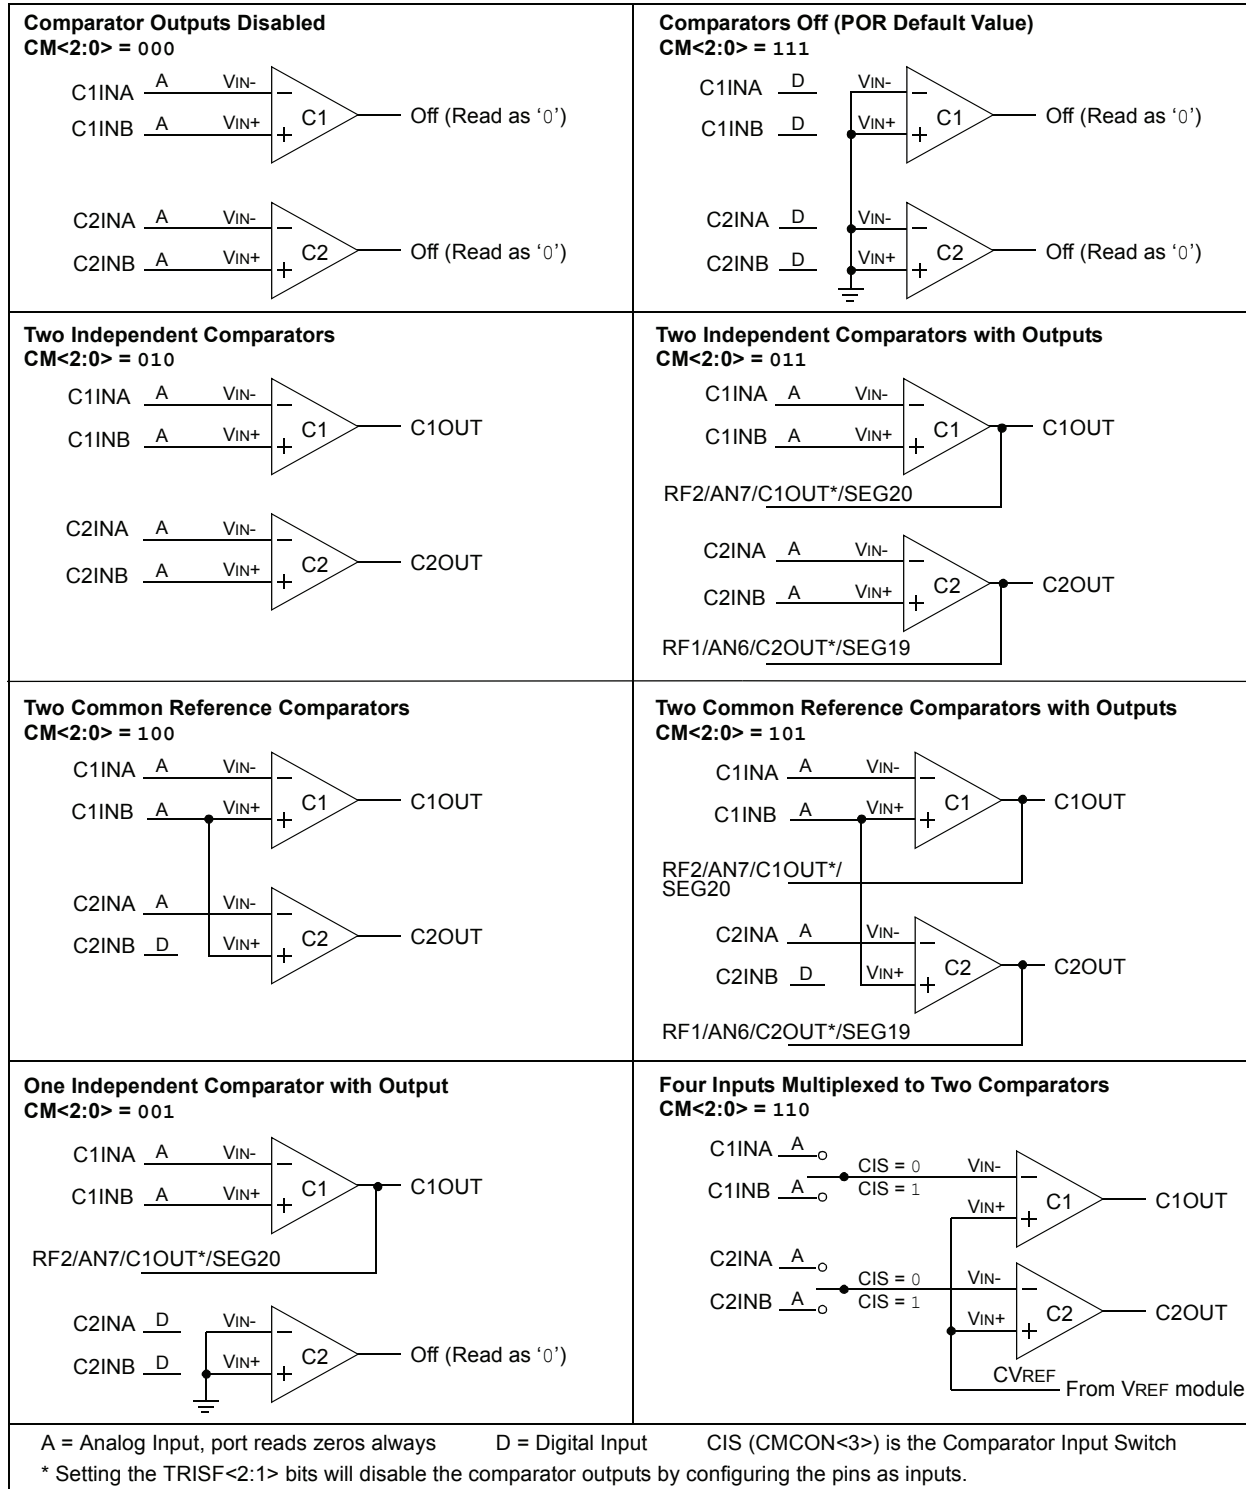 Comparator Outputs Disabled
CM<2:0> = 000
C1INA A VIN-
C1INB A VIN+
C1
Off (Read as ‘0’)
C2INA A VIN-
C2INB A VIN+
C2
Off (Read as ‘0’)
Comparators Off (POR Default Value)
CM<2:0> = 111
C1INA D VIN-
C1INB D VIN+
C1
Off (Read as ‘0’)
C2INA D VIN-
C2INB D VIN+
C2
Off (Read as ‘0’)
Two Independent Comparators
CM<2:0> = 010
C1INA A VIN-
C1INB A VIN+
C1
C1OUT
C2INA A VIN-
C2INB A VIN+
C2
C2OUT
Two Independent Comparators with Outputs
CM<2:0> = 011
C1INA A VIN-
C1INB A VIN+
C1
C1OUT
RF2/AN7/C1OUT*/SEG20
C2INA A VIN-
C2INB A VIN+
C2
C2OUT
RF1/AN6/C2OUT*/SEG19
Two Common Reference Comparators
CM<2:0> = 100
C1INA A VIN-
C1INB A VIN+
C1
C1OUT
C2INA A VIN-
C2INB D VIN+
C2
C2OUT
Two Common Reference Comparators with Outputs
CM<2:0> = 101
C1INA A VIN-
C1INB A VIN+
C1
C1OUT
RF2/AN7/C1OUT*/
SEG20
C2INA A VIN-
C2INB D VIN+
C2
C2OUT
RF1/AN6/C2OUT*/SEG19
One Independent Comparator with Output
CM<2:0> = 001
C1INA A VIN-
C1INB A VIN+
C1
C1OUT
RF2/AN7/C1OUT*/SEG20
C2INA D VIN-
C2INB D VIN+
C2
Off (Read as ‘0’)
Four Inputs Multiplexed to Two Comparators
CM<2:0> = 110
C1INA A
CIS = 0 VIN-
C1INB A CIS = 1
VIN+
C1
C1OUT
C2INA A
CIS = 0 VIN-
C2INB A CIS = 1
VIN+
C2
C2OUT
CVREF
From VREF module
A = Analog Input, port reads zeros always D = Digital Input CIS (CMCON<3>) is the Comparator Input Switch
* Setting the TRISF<2:1> bits will disable the comparator outputs by configuring the pins as inputs.